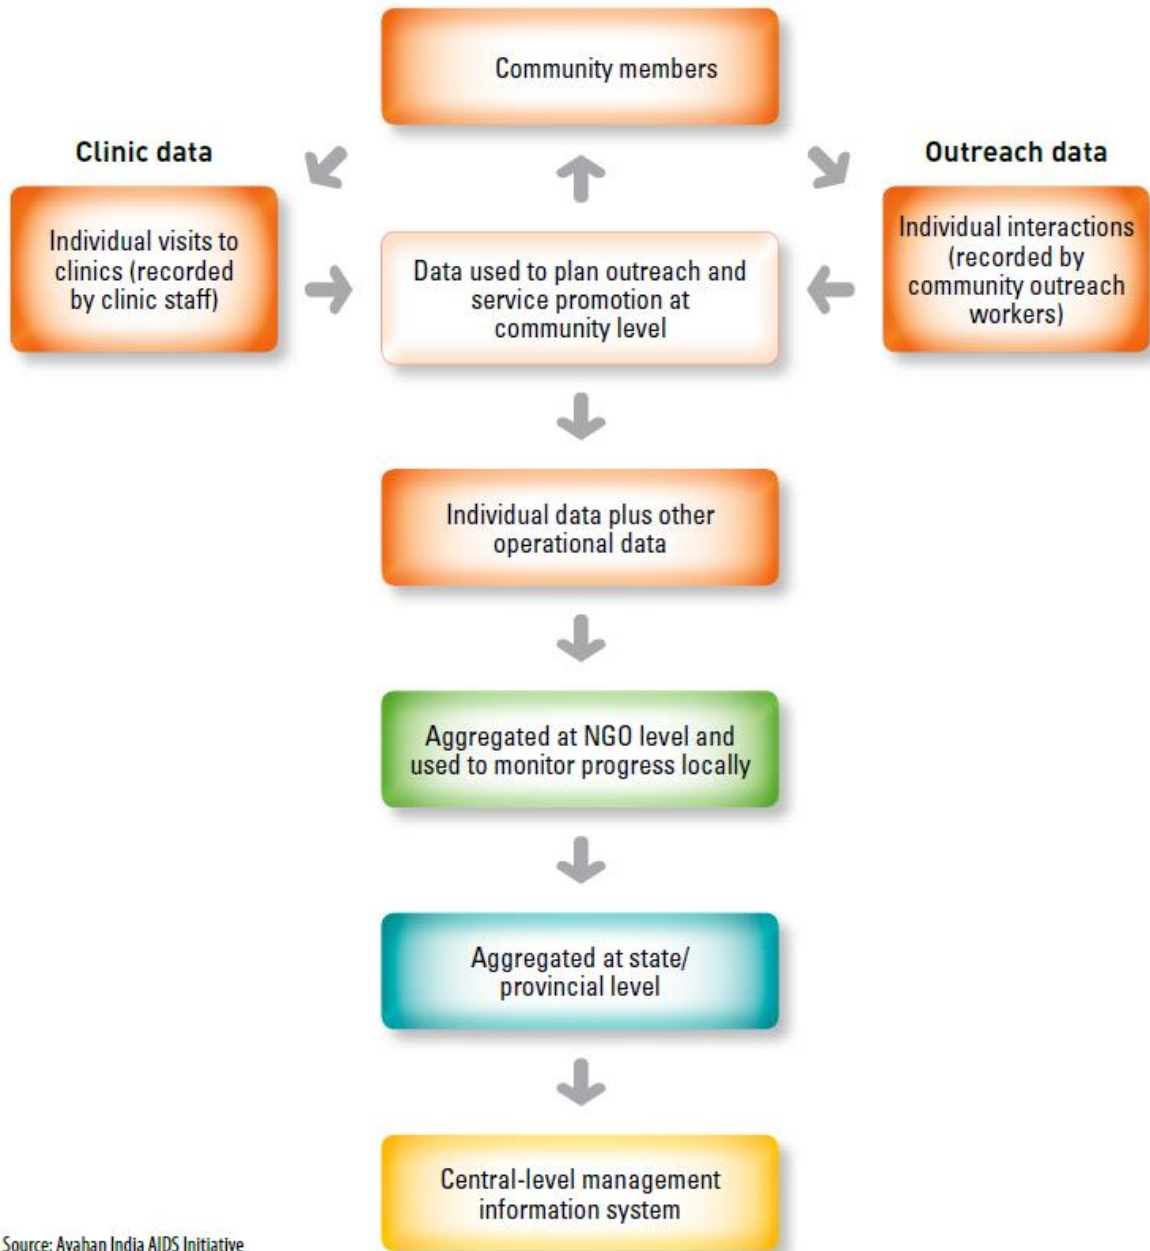 Community members
Clinic data
Outreach data
Individual visits to
clinics (recorded
by clinic staff)
Data used to plan outreach and
service promotion at
community level
Individual interactions
(recorded by
community outreach
workers)
Individual data plus other
operational data
Aggregated at NGO level and
used to monitor progress locally
Aggregated at state/
provincial level
Central-level management
information system
Source: Avahan India AIDS Initiative